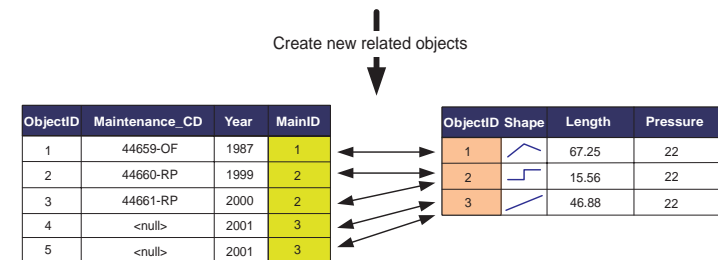 Create new related objects
ObjectID Maintenance_CD Year MainID
1 44659-OF 1987 1
2 44660-RP 1999 2
3 44661-RP 2000 2
4 <null> 2001 3
5 <null> 2001 3
ObjectID Shape Length Pressure
1 67.25 22
2 15.56 22
3 46.88 22